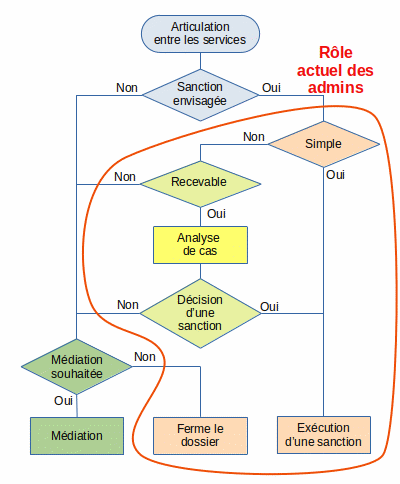 Articulation
entre les services
Rôle
actuel des
admins
Non
Sanction
envisagée
Oui
Non
Simple
Non
Recevable
Oui
Oui
Analyse
de cas
Non
Décision
d'une
sanction
Oui
Médiation
souhaitée
Non
Oui
Médiation
Ferme le
dossier
Exécution
d'une sanction